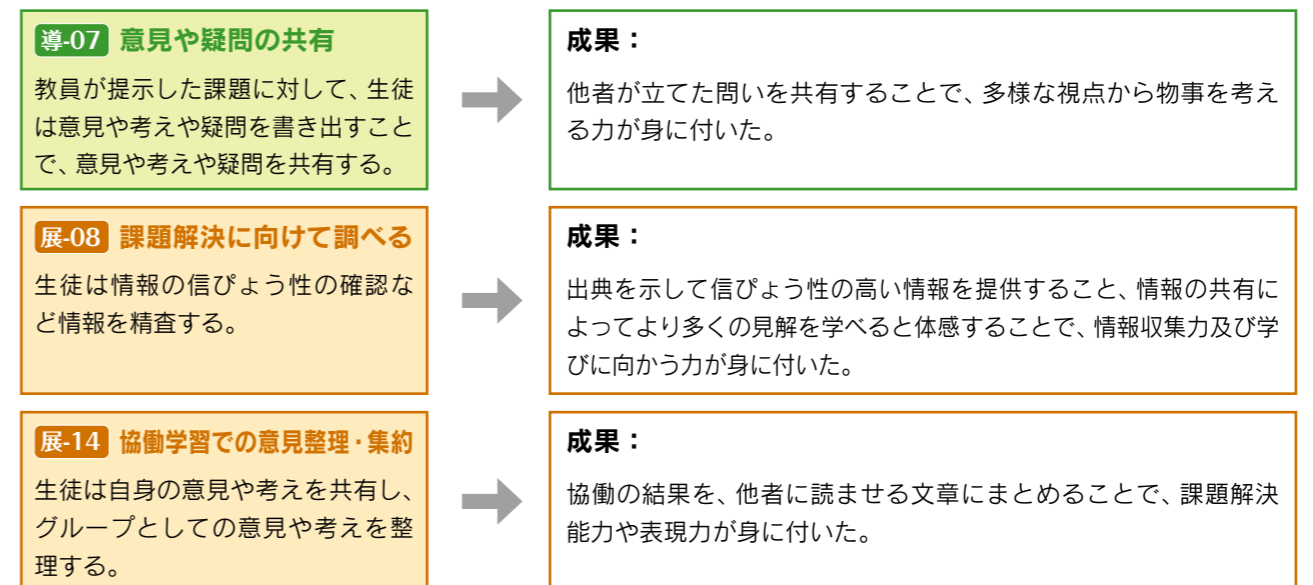 導-07 意見や疑問の共有
教員が提示した課題に対して、生徒
は意見や考えや疑問を書き出すこと
で、意見や考えや疑問を共有する。
成果：
他者が立てた問いを共有することで、多様な視点から物事を考え
る力が身に付いた。
展-08 課題解決に向けて調べる
生徒は情報の信ぴょう性の確認な
ど情報を精査する。
成果：
出典を示して信ぴょう性の高い情報を提供すること、情報の共有に
よってより多くの見解を学べると体感することで、情報収集力及び学
びに向かう力が身に付いた。
展-14 協働学習での意見整理・集約
生徒は自身の意見や考えを共有し、
グループとしての意見や考えを整
理する。
成果：
協働の結果を、他者に読ませる文章にまとめることで、課題解決
能力や表現力が身に付いた。